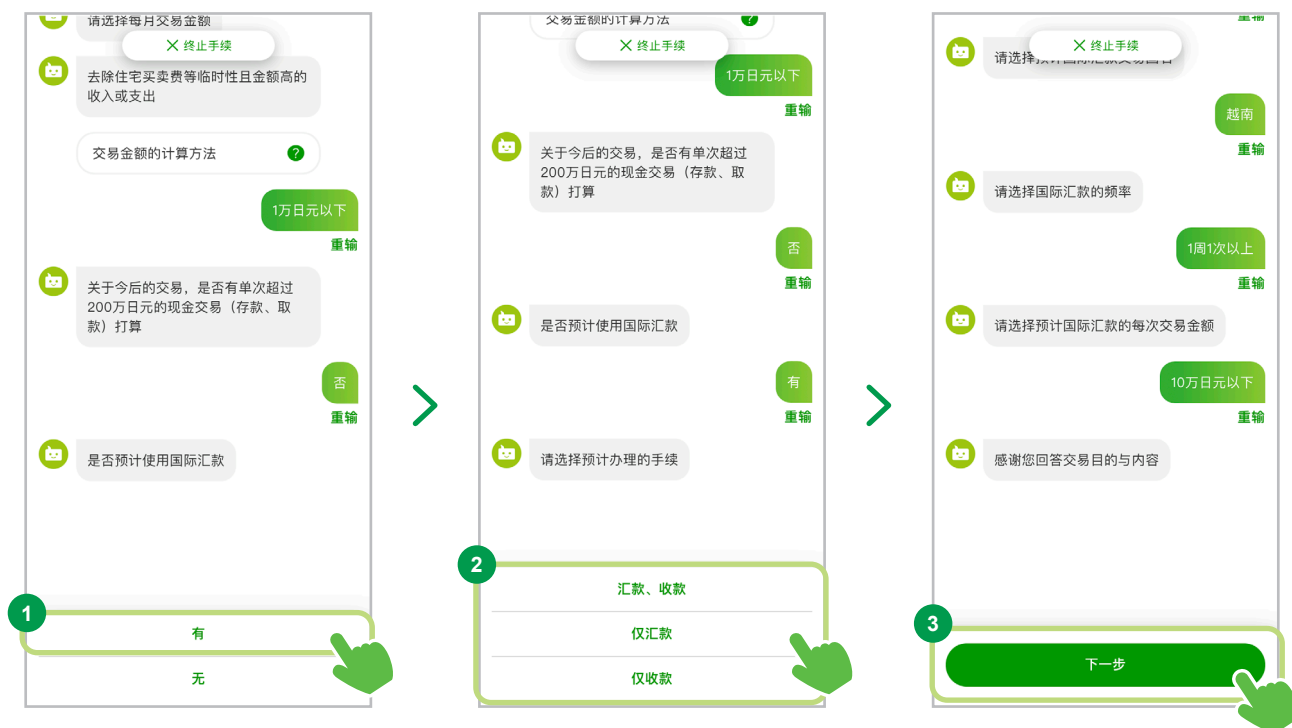 请选择每月交易金额
终止手续
去除住宅买卖费等临时性且金额高的
收入或支出
交易金额的计算方法
?
1万日元以下
重输
关于今后的交易，是否有单次超过
200万日元的现金交易（存款、取
款）打算
否
重输
是否预计使用国际汇款
1
有
无
交易金额的计算方法
?
终止手续
1万日元以下
重输
关于今后的交易，是否有单次超过
200万日元的现金交易（存款、取
款）打算
否
重输
是否预计使用国际汇款
有
重输
请选择预计办理的手续
2
汇款、收款
仅汇款
仅收款
重输
终止手续
请选择预计国际汇款交易国名
越南
重输
请选择国际汇款的频率
1周1次以上
重输
请选择预计国际汇款的每次交易金额
10万日元以下
重输
感谢您回答交易目的与内容
3
下一步